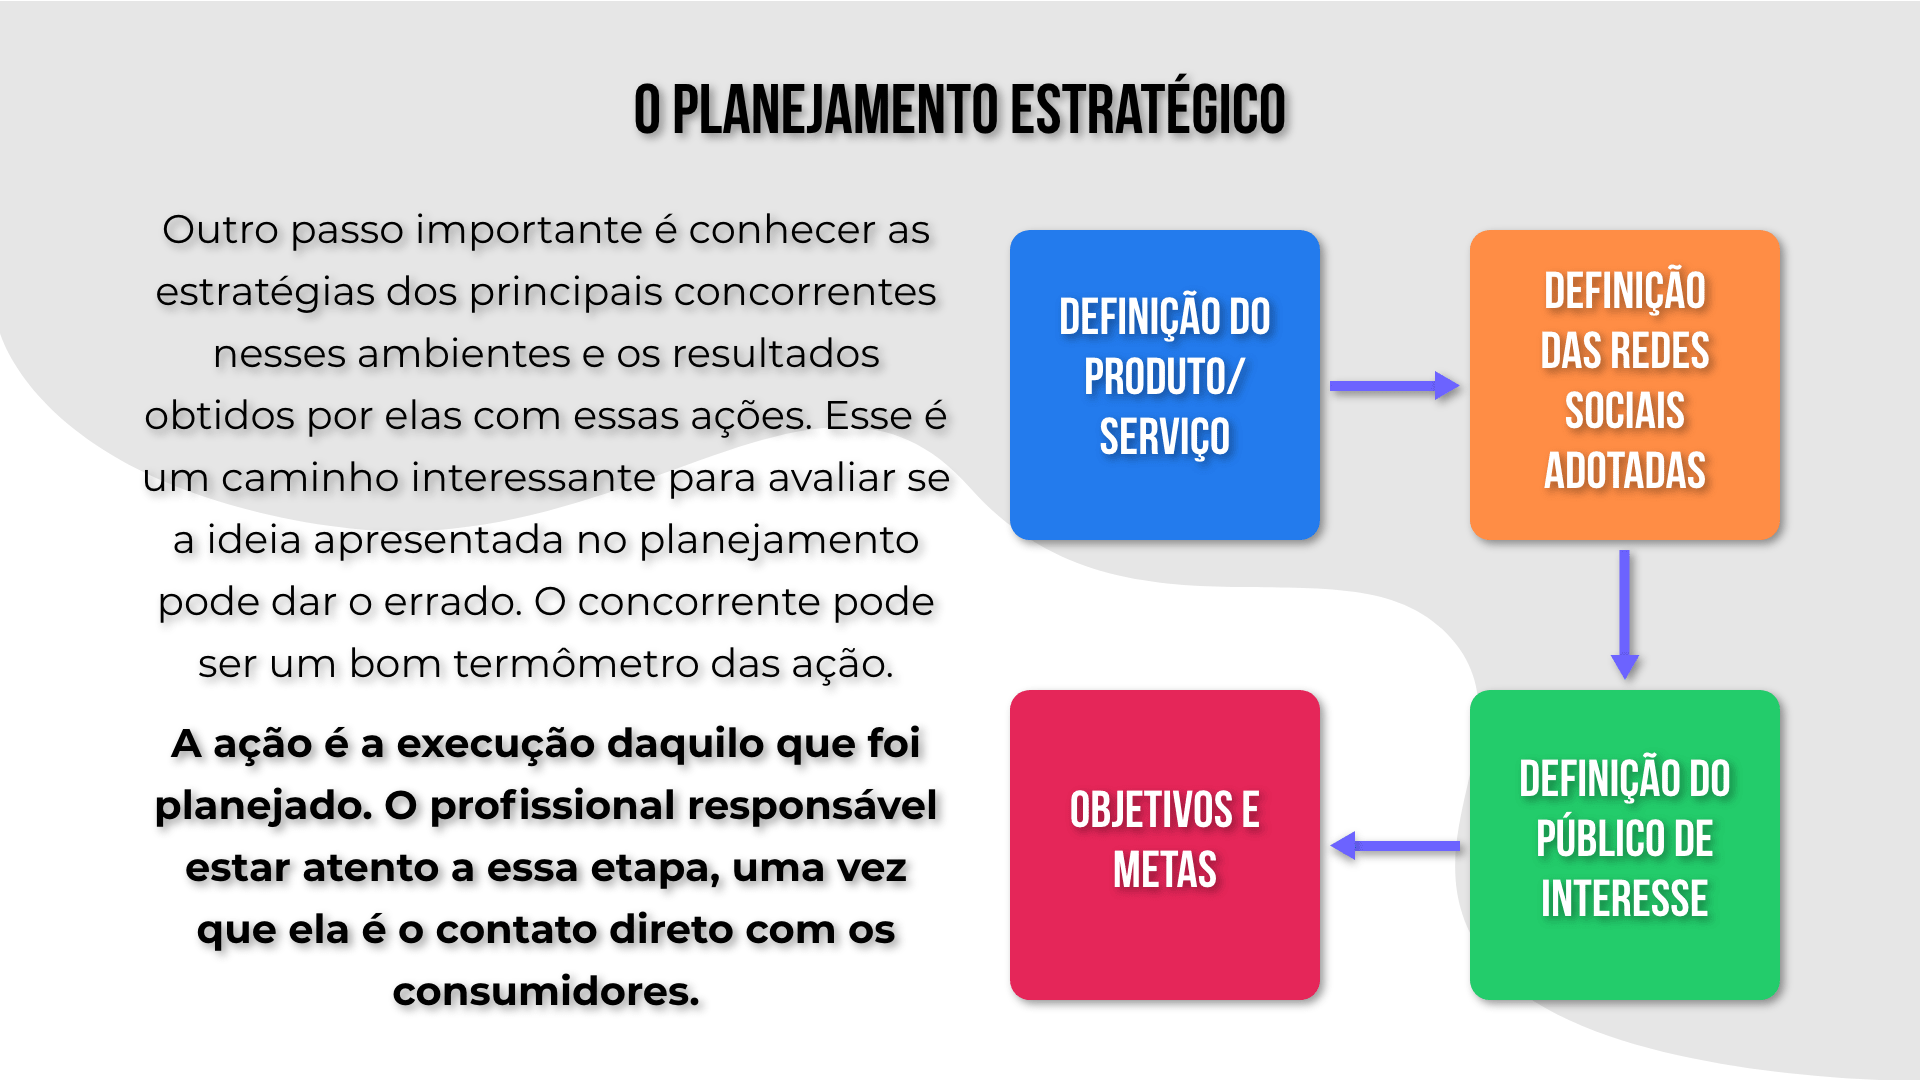 O PLANEJAMENTO ESTRATÉGICO
Outro passo importante é conhecer as
estratégias dos principais concorrentes
nesses ambientes e os resultados
obtidos por elas com essas ações. Esse é
um caminho interessante para avaliar se
a ideia apresentada no planejamento
pode dar o errado. O concorrente pode
ser um bom termômetro das ação.
A ação é a execução daquilo que foi
planejado. O profissional responsável
estar atento a essa etapa, uma vez
que ela é o contato direto com os
consumidores.
DEFINIÇÃO DO
PRODUTO/
SERVIÇO
DEFINIÇÃO
DAS REDES
SOCIAIS
ADOTADAS
DEFINIÇÃO DO
PÚBLICO DE
INTERESSE
OBJETIVOS E
METAS